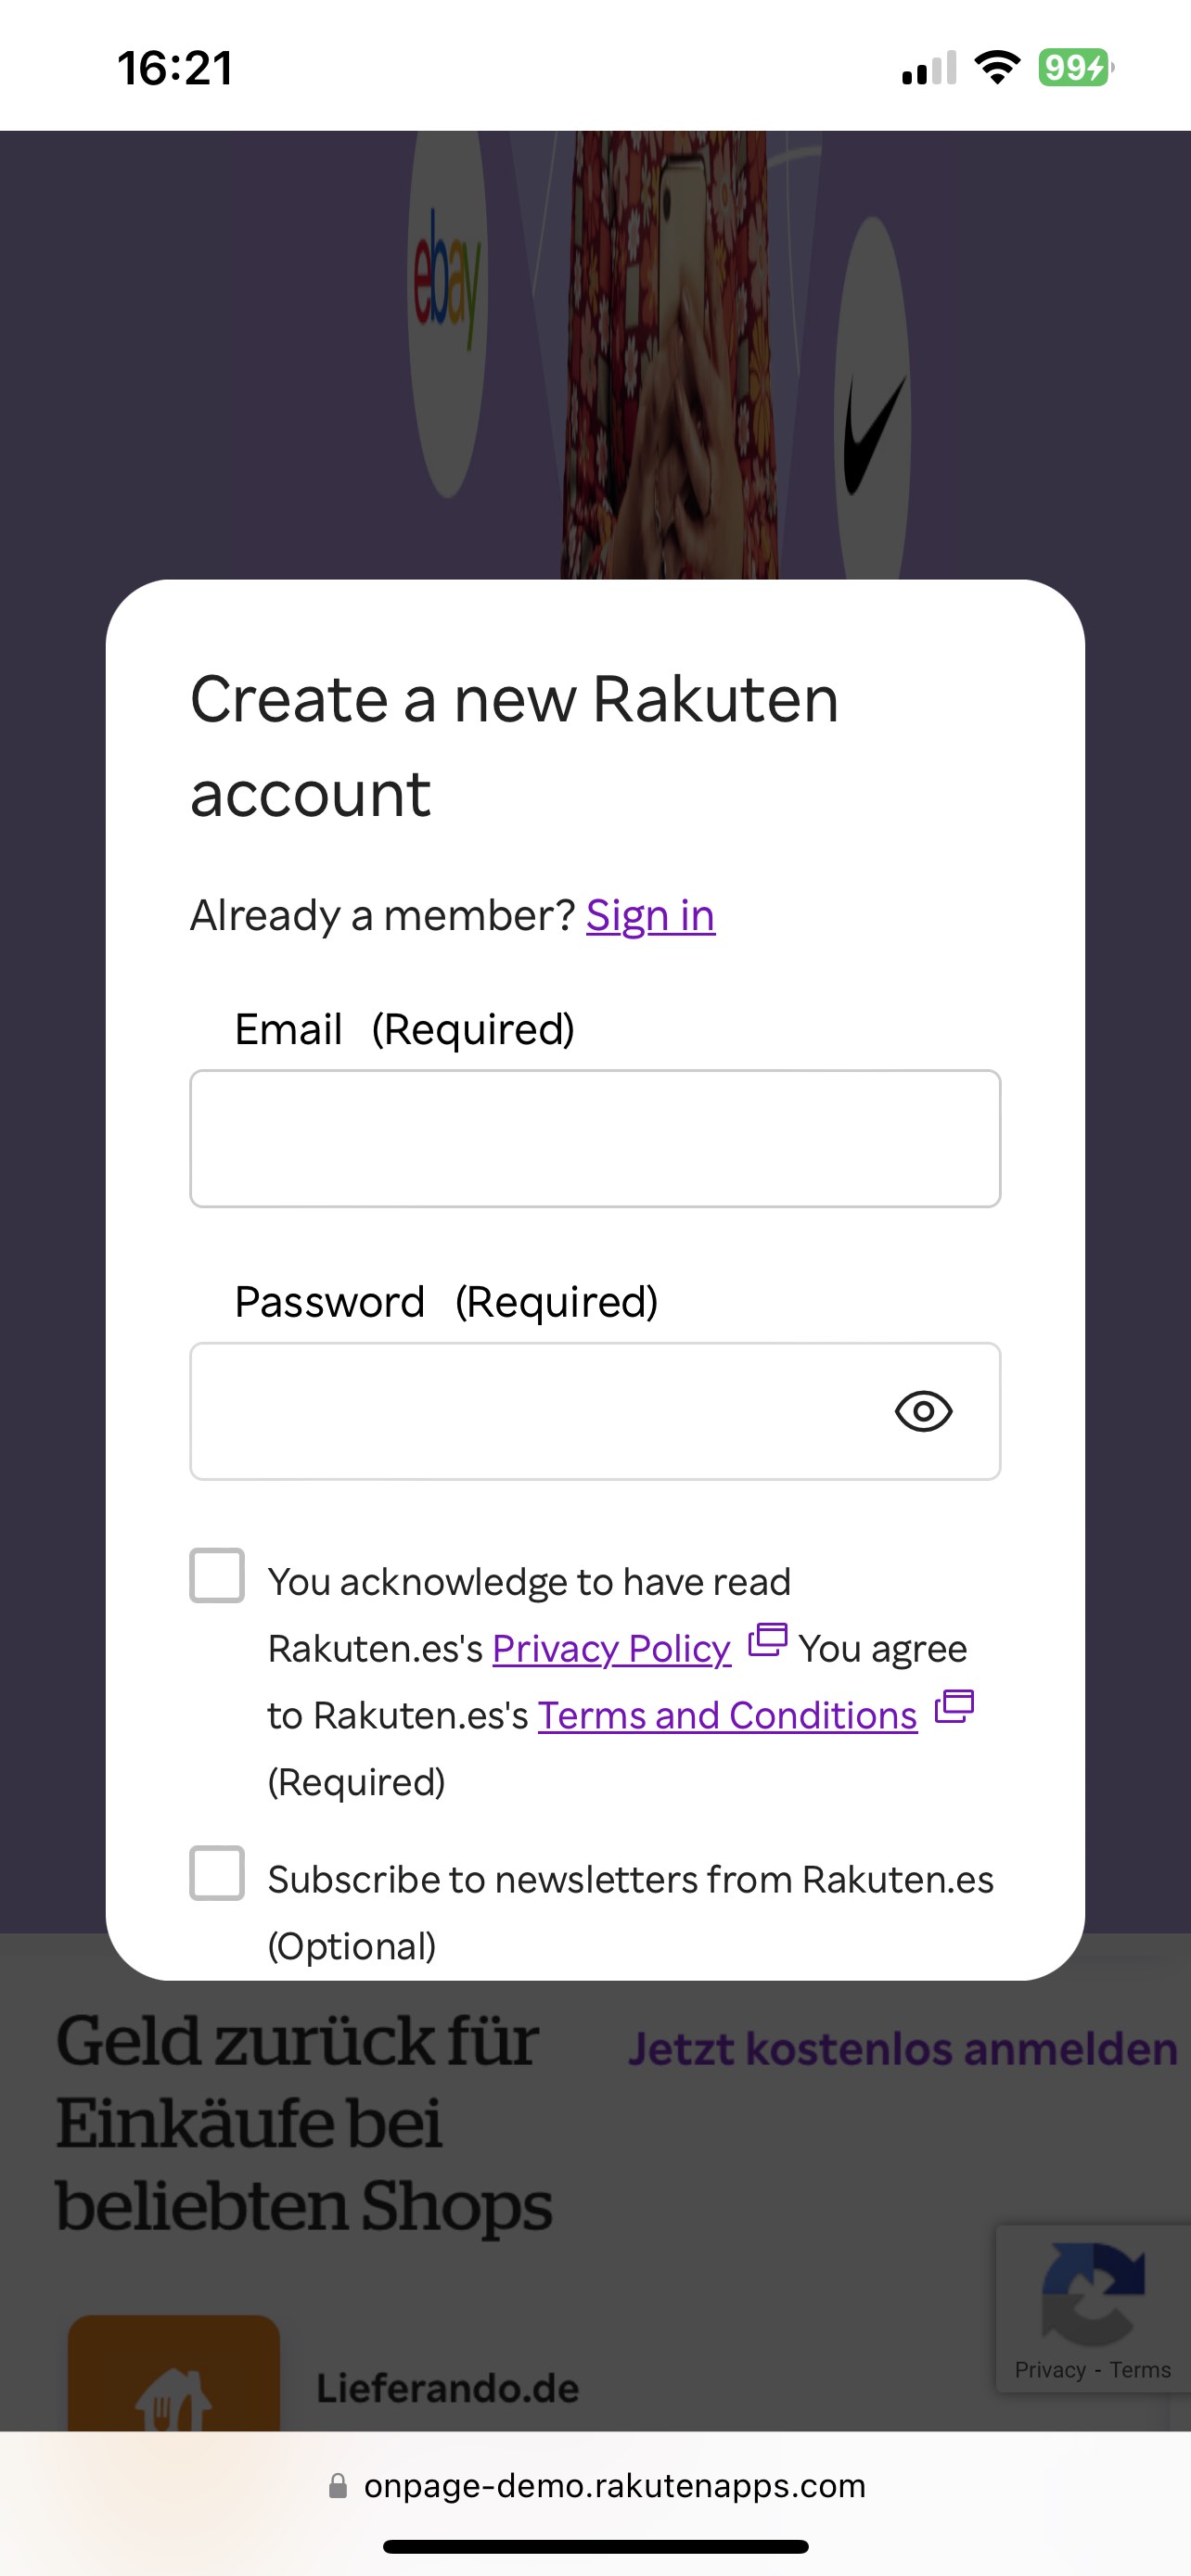 16:21
99
ebay
Create a new Rakuten
account
Already a member? Sign in
Email (Required)
Password (Required)
You acknowledge to have read
Rakuten.es's Privacy Policy You agree
to Rakuten.es's Terms and Conditions
(Required)
Subscribe to newsletters from Rakuten.es
(Optional)
Geld zurück für
Einkäufe bei
beliebten Shops
Jetzt kostenlos anmelden
Lieferando.de
Privacy - Terms
onpage-demo.rakutenapps.com